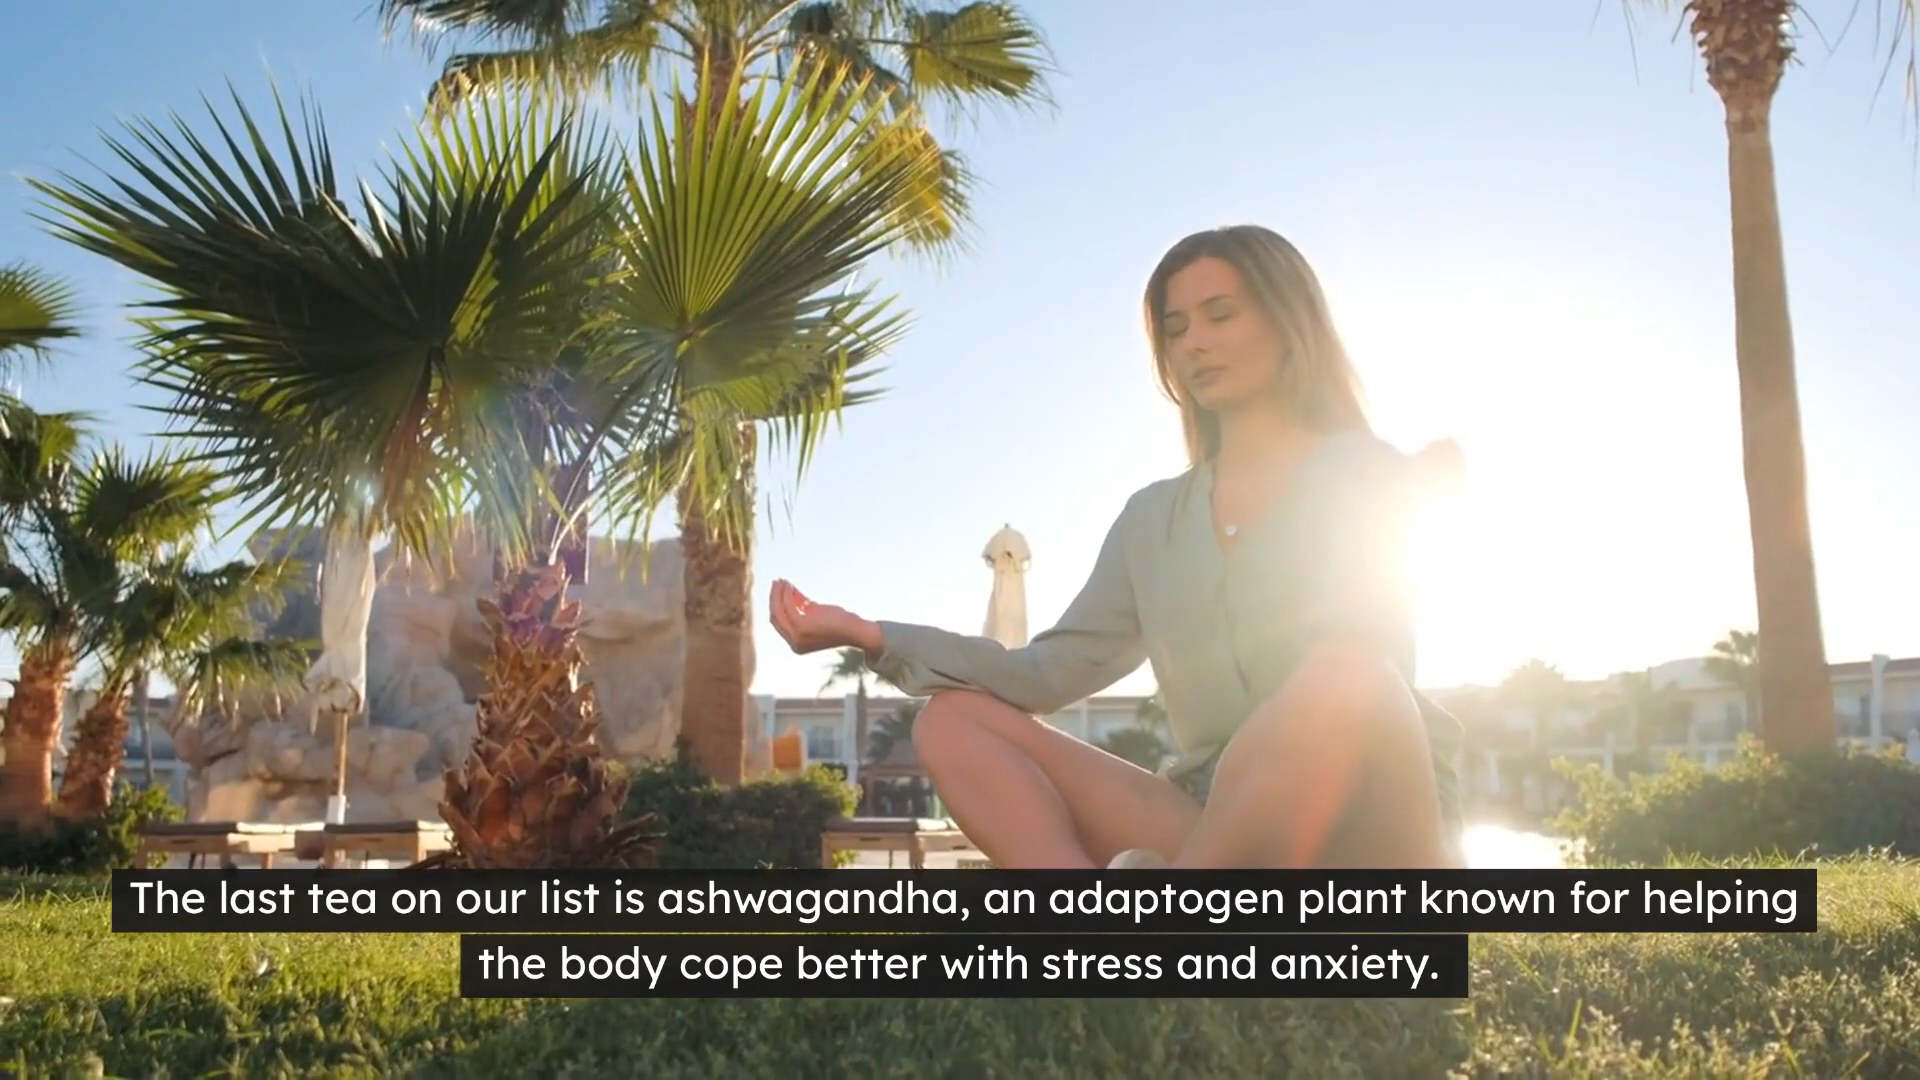 The last tea on our list is ashwagandha, an adaptogen plant known for helping
the body cope better with stress and anxiety.